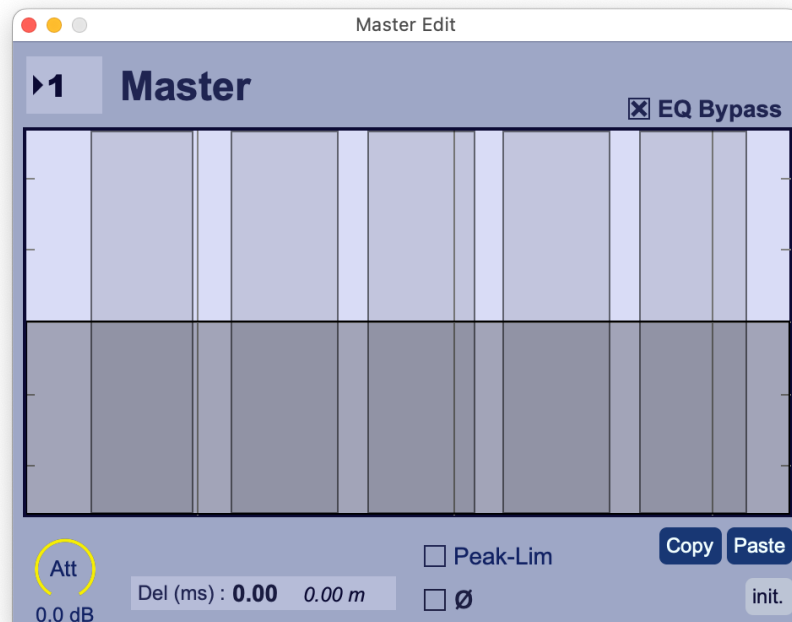 Master Edit
1 Master
EQ Bypass
Copy Paste
Att
Peak-Lim
Del (ms) : 0.00 0.00 m
Ø
init.
0.0 dB